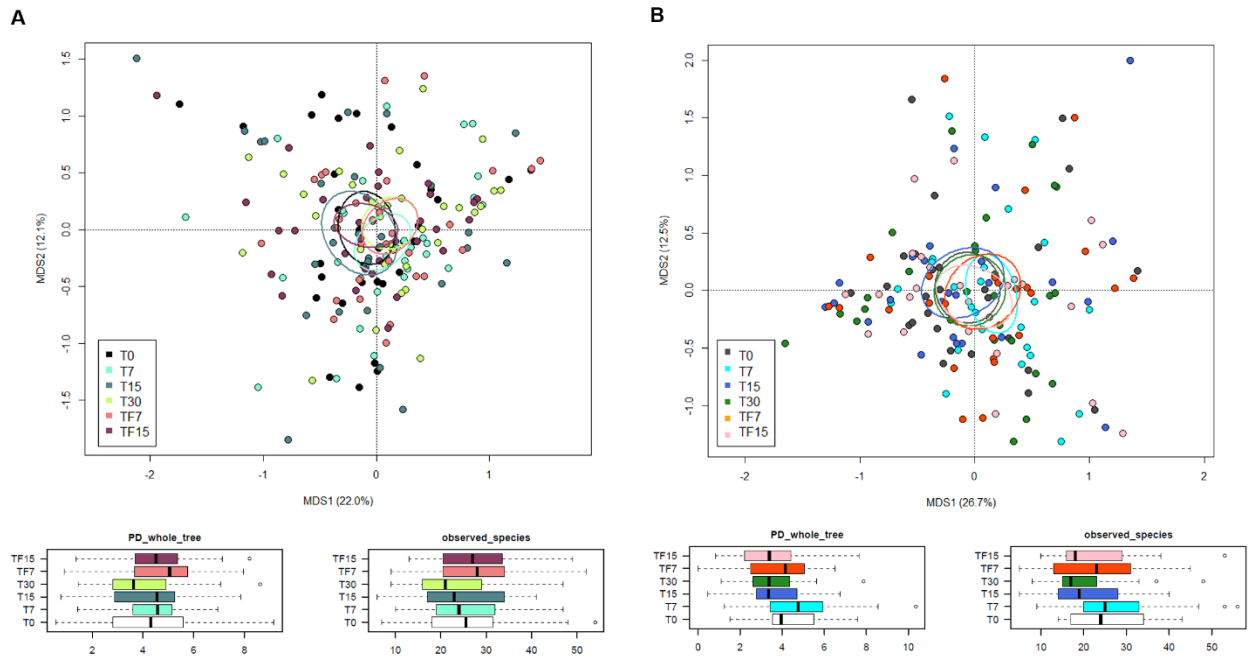 A
1.5
1.0
0.5
0.0
-0.5
-1.0
-1.5
MDS2 (12.1%)
T0
T7
T15
T30
TF7
TF15
-2
-1
0
1
MDS1 (22.0%)
PD_whole_tree
TF15
TF7
T30
T15
T7
T0
2 4 6 8
observed_species
TF15
TF7
T30
T15
T7
T0
10 20 30 40 50
B
2.0
1.5
1.0
0.5
0.0
-0.5
-1.0
MDS2 (12.5%)
T0
T7
T15
T30
TF7
TF15
-2
-1
0
1
2
MDS1 (26.7%)
PD_whole_tree
TF15
TF7
T30
T15
T7
T0
0 2 4 6 8 10
observed_species
TF15
TF7
T30
T15
T7
T0
10 20 30 40 50